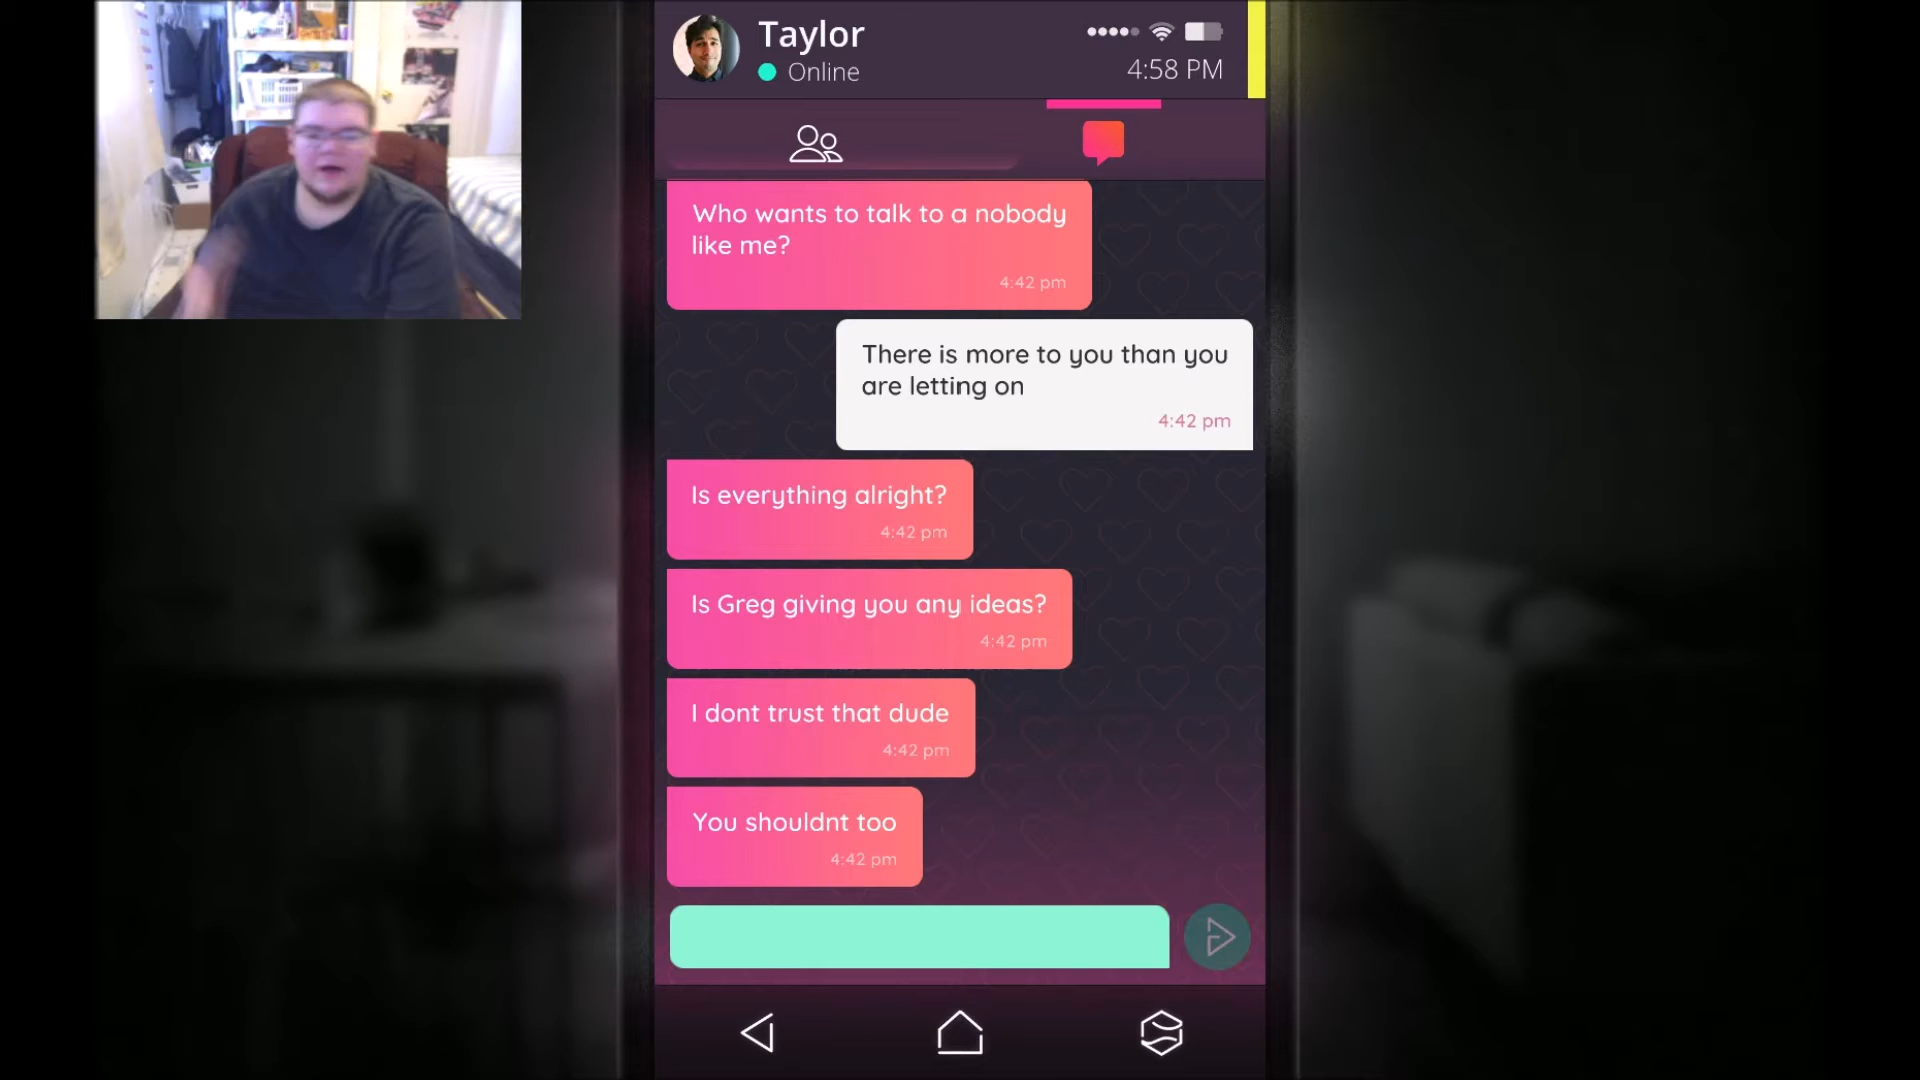 Taylor
Online
4:58 PM
Who wants to talk to a nobody
like me?
4:42 pm
There is more to you than you
are letting on
4:42 pm
Is everything alright?
4:42 pm
Is Greg giving you any ideas?
4:42 pm
I dont trust that dude
4:42 pm
You shouldnt too
4:42 pm